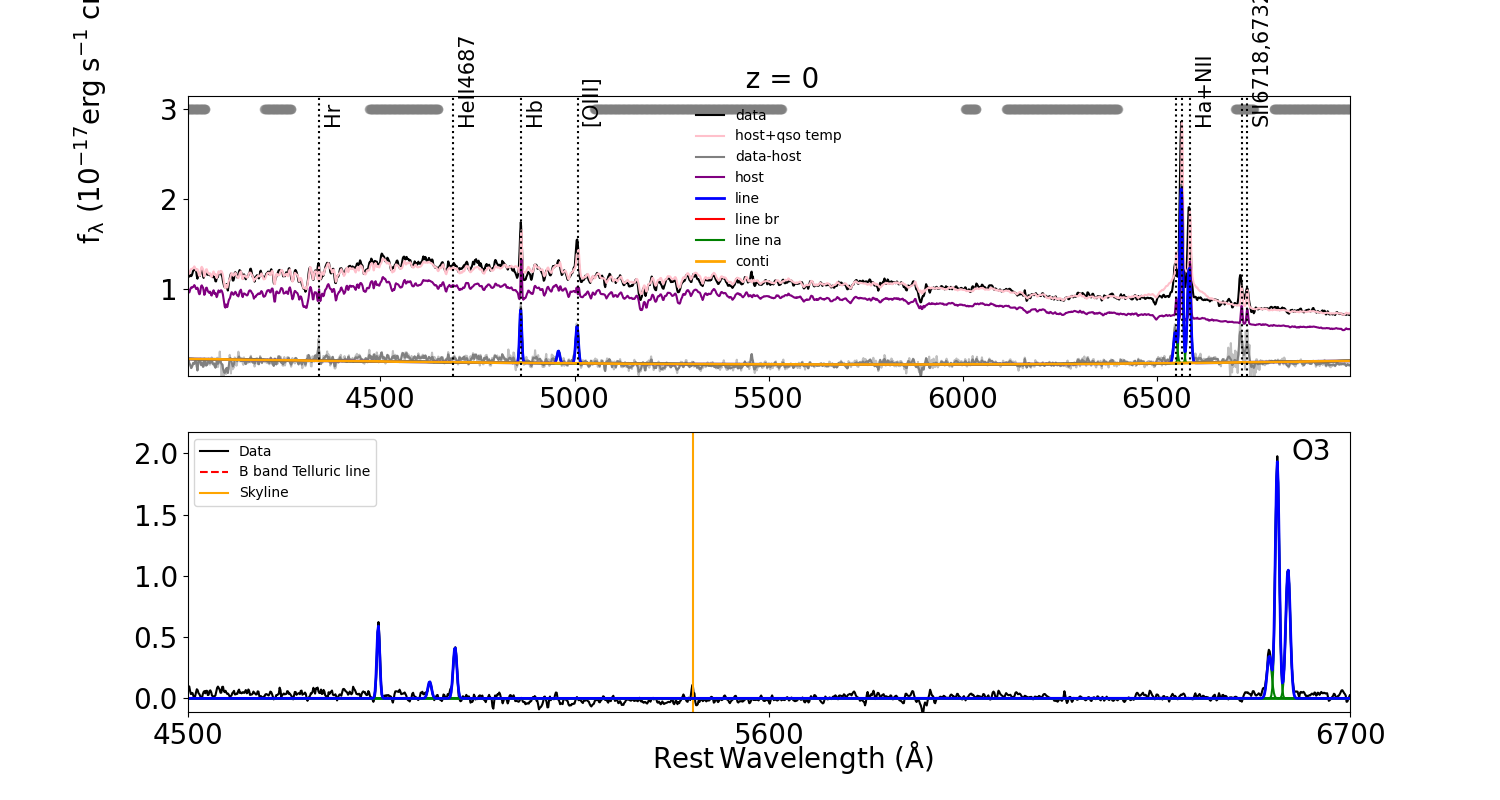 z = 0
f_λ (10^−17 erg s^−1 c
Hr
HeII4687
Hb
[OIII]
Ha+NII
SII6718,6732
3
2
1
data
host+qso temp
data-host
host
line
line br
line na
conti
4500 5000 5500 6000 6500
2.0
1.5
1.0
0.5
0.0
Data
B band Telluric line
Skyline
O3
4500 5600 6700
Rest Wavelength (Å)